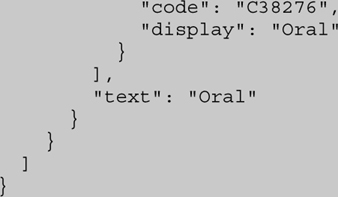 "code": "C38276",
"display": "Oral"
}
],
"text": "Oral"
}
}
]
}